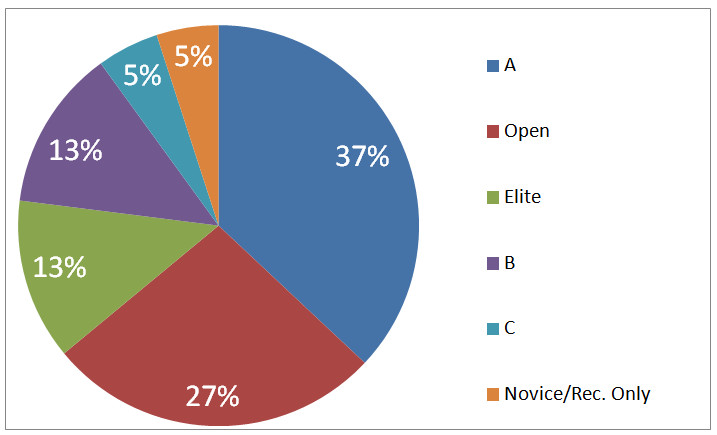 37%
27%
13%
13%
5%
5%
A
Open
Elite
B
C
Novice/Rec. Only